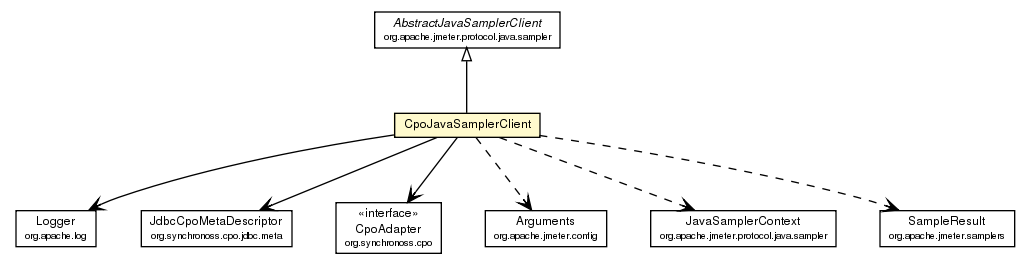 AbstractJavaSamplerClient
org.apache.jmeter.protocol.java.sampler
CpoJavaSamplerClient
Logger
org.apache.log
JdbcCpoMetaDescriptor
org.synchronoss.cpo.jdbc.meta
«interface»
CpoAdapter
org.synchronoss.cpo
Arguments
org.apache.jmeter.config
JavaSamplerContext
org.apache.jmeter.protocol.java.sampler
SampleResult
org.apache.jmeter.samplers